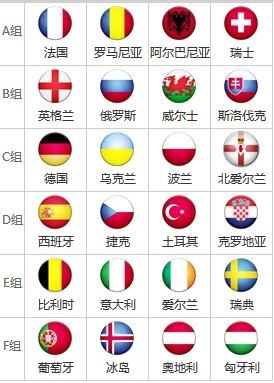 A组
法国 罗马尼亚 阿尔巴尼亚 瑞士
B组
英格兰 俄罗斯 威尔士 斯洛伐克
C组
德国 乌克兰 波兰 北爱尔兰
D组
西班牙 捷克 土耳其 克罗地亚
E组
比利时 意大利 爱尔兰 瑞典
F组
葡萄牙 冰岛 奥地利 匈牙利